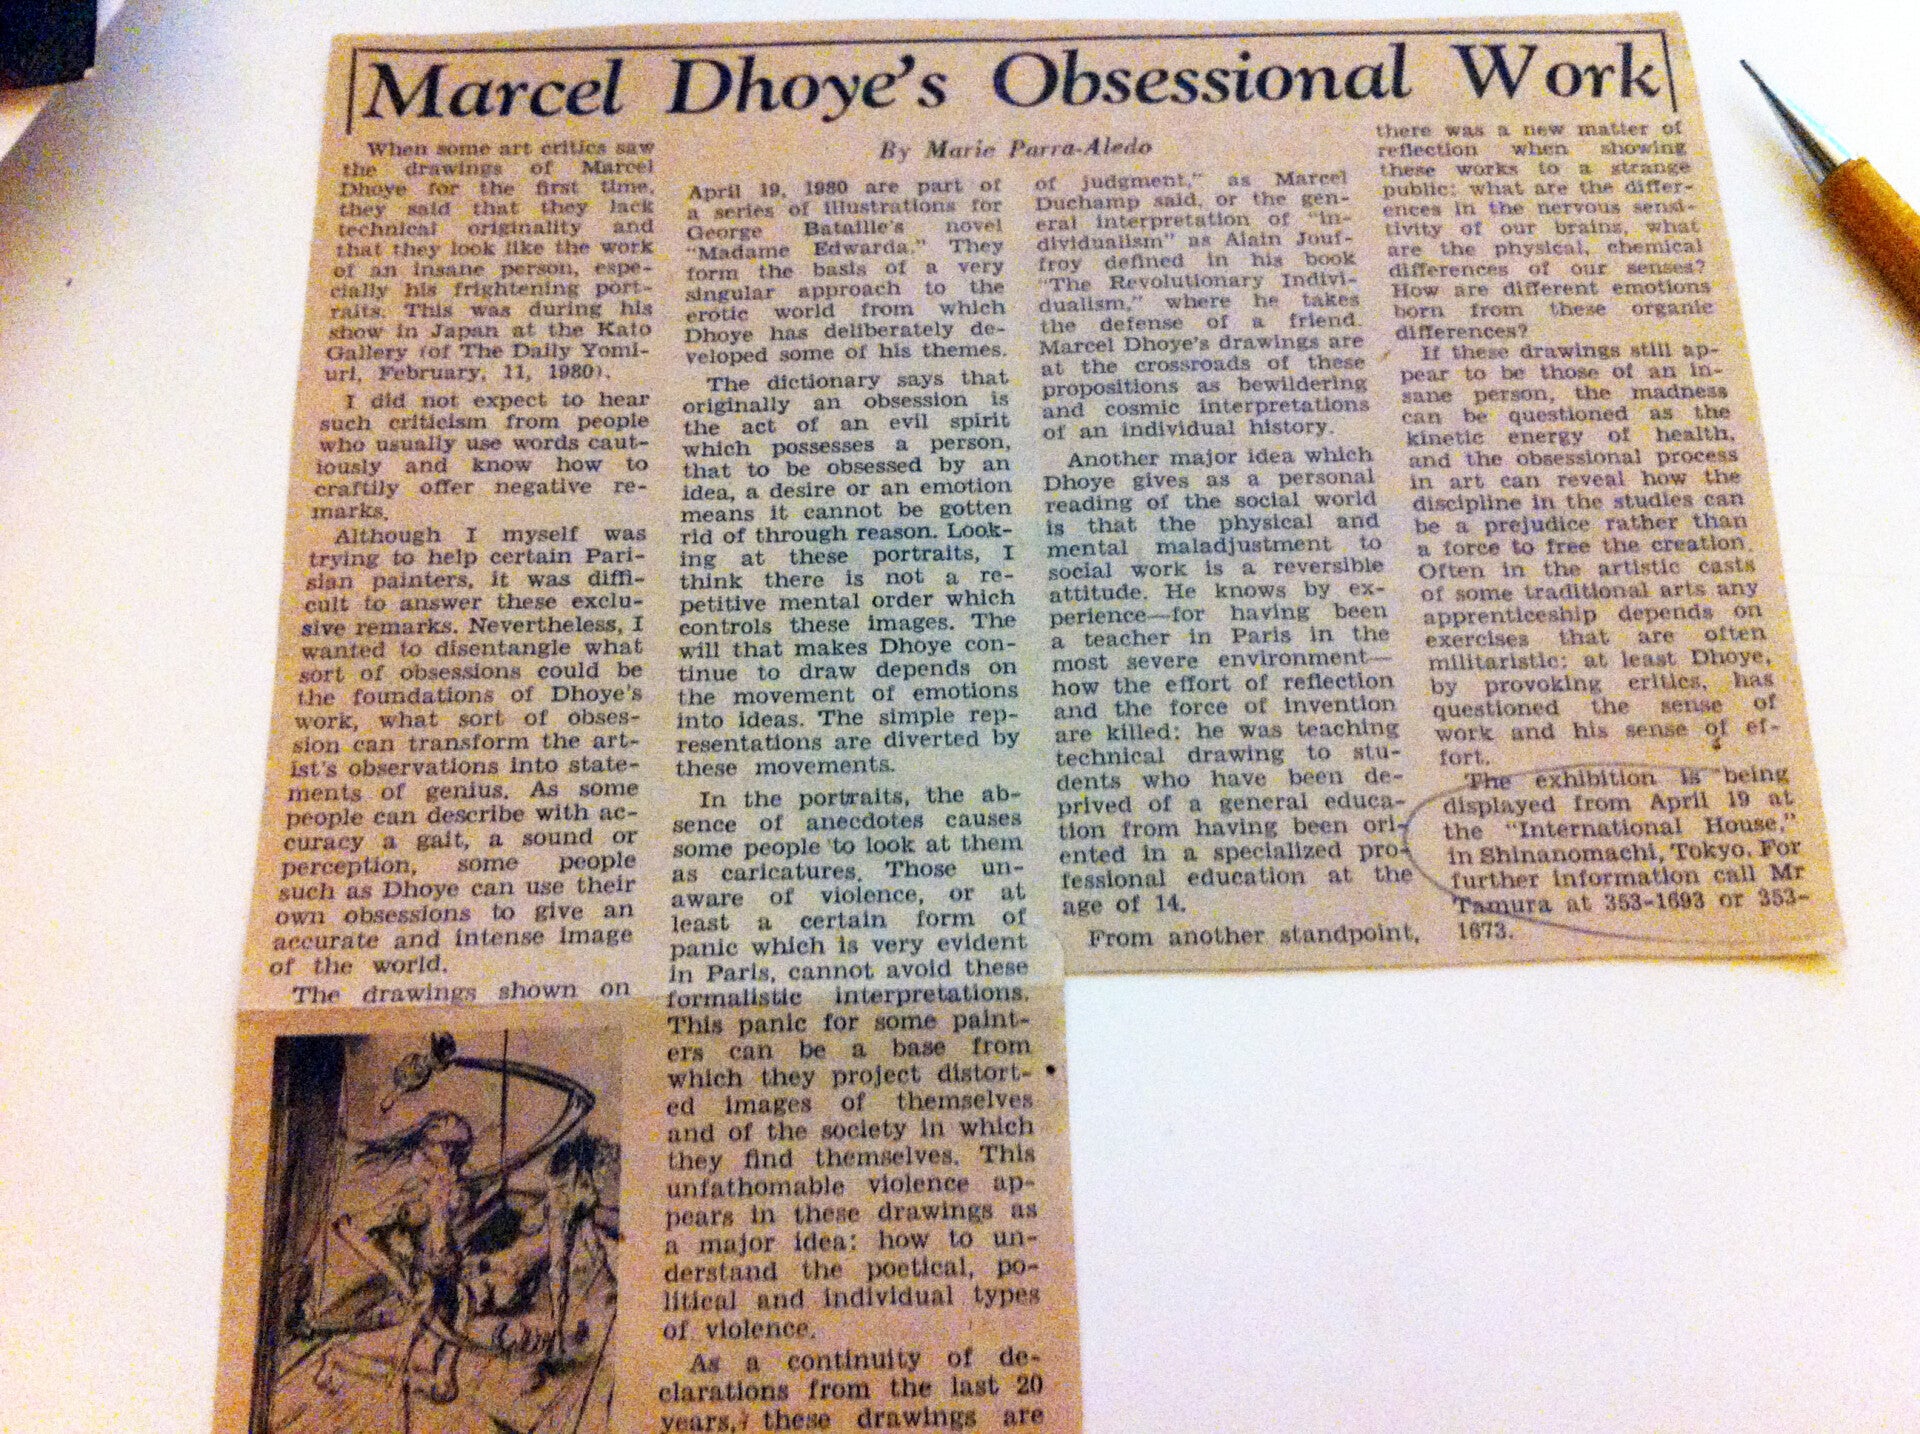 Marcel Dhoye's Obsessional Work
By Marie Parra-Aledo
When some art critics saw
the drawings of Marcel
Dhoye for the first time,
they said that they lack
technical originality and
that they look like the work
of an insane person, espe-
cially his frightening port-
raits. This was during his
show in Japan at the Kato
Gallery (of The Daily Yomi-
uri, February, 11, 1980).
I did not expect to hear
such criticism from people
who usually use words caut-
iously and know how to
craftily offer negative re-
marks.
Although I myself was
trying to help certain Pari-
sian painters, it was diffi-
cult to answer these exclu-
sive remarks. Nevertheless, I
wanted to disentangle what
sort of obsessions could be
the foundations of Dhoye's
work, what sort of obses-
sion can transform the art-
ist's observations into state-
ments of genius. As some
people can describe with ac-
curacy a gait, a sound or
perception, some people
such as Dhoye can use their
own obsessions to give an
accurate and intense image
of the world.
The drawings shown on
April 19, 1980 are part of
a series of illustrations for
George Bataille's novel
"Madame Edwarda." They
form the basis of a very
singular approach to the
erotic world from which
Dhoye has deliberately de-
veloped some of his themes.
The dictionary says that
originally an obsession is
the act of an evil spirit
which possesses a person,
that to be obsessed by an
idea, a desire or an emotion
means it cannot be gotten
rid of through reason. Look-
ing at these portraits, I
think there is not a re-
petitive mental order which
controls these images. The
will that makes Dhoye con-
tinue to draw depends on
the movement of emotions
into ideas. The simple rep-
resentations are diverted by
these movements.
In the portraits, the ab-
sence of anecdotes causes
some people to look at them
as caricatures. Those un-
aware of violence, or at
least a certain form of
panic which is very evident
in Paris, cannot avoid these
formalistic interpretations.
This panic for some paint-
ers can be a base from
which they project distort-
ed images of themselves
and of the society in which
they find themselves. This
unfathomable violence ap-
pears in these drawings as
a major idea: how to un-
derstand the poetical, po-
litical and individual types
of violence.
As a continuity of de-
clarations from the last 20
years, these drawings are
of judgment," as Marcel
Duchamp said, or the gen-
eral interpretation of "in-
dividualism" as Alain Jouf-
froy defined in his book
"The Revolutionary Indivi-
dualism," where he takes
the defense of a friend.
Marcel Dhoye's drawings are
at the crossroads of these
propositions as bewildering
and cosmic interpretations
of an individual history.
Another major idea which
Dhoye gives as a personal
reading of the social world
is that the physical and
mental maladjustment to
social work is a reversible
attitude. He knows by ex-
perience—for having been
a teacher in Paris in the
most severe environment—
how the effort of reflection
and the force of invention
are killed: he was teaching
technical drawing to stu-
dents who have been de-
prived of a general educa-
tion from having been ori-
ented in a specialized pro-
fessional education at the
age of 14.
From another standpoint,
there was a new matter of
reflection when showing
these works to a strange
public: what are the differ-
ences in the nervous sensi-
tivity of our brains, what
are the physical, chemical
differences of our senses?
How are different emotions
born from these organic
differences?
If these drawings still ap-
pear to be those of an in-
sane person, the madness
can be questioned as the
kinetic energy of health,
and the obsessional process
in art can reveal how the
discipline in the studies can
be a prejudice rather than
a force to free the creation.
Often in the artistic casts
of some traditional arts any
apprenticeship depends on
exercises that are often
militaristic: at least Dhoye,
by provoking critics, has
questioned the sense of
work and his sense of ef-
fort.
The exhibition is being
displayed from April 19 at
the "International House,"
in Shinanomachi, Tokyo. For
further information call Mr
Tamura at 353-1693 or 353-
1673.